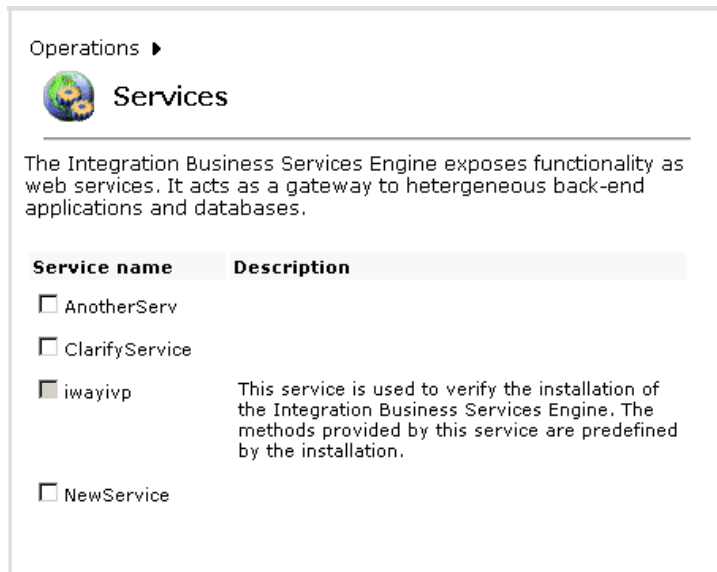 Operations
Services
The Integration Business Services Engine exposes functionality as
web services. It acts as a gateway to hetergeneous back-end
applications and databases.
Service name Description
AnotherServ
ClarifyService
iwayivp This service is used to verify the installation of
the Integration Business Services Engine. The
methods provided by this service are predefined
by the installation.
NewService